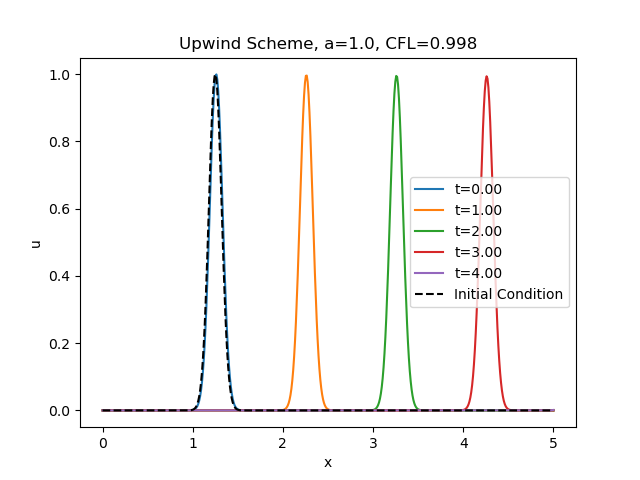 Upwind Scheme, a=1.0, CFL=0.998
u
1.0
0.8
0.6
0.4
0.2
0.0
t=0.00
t=1.00
t=2.00
t=3.00
t=4.00
Initial Condition
0 1 2 3 4 5
x